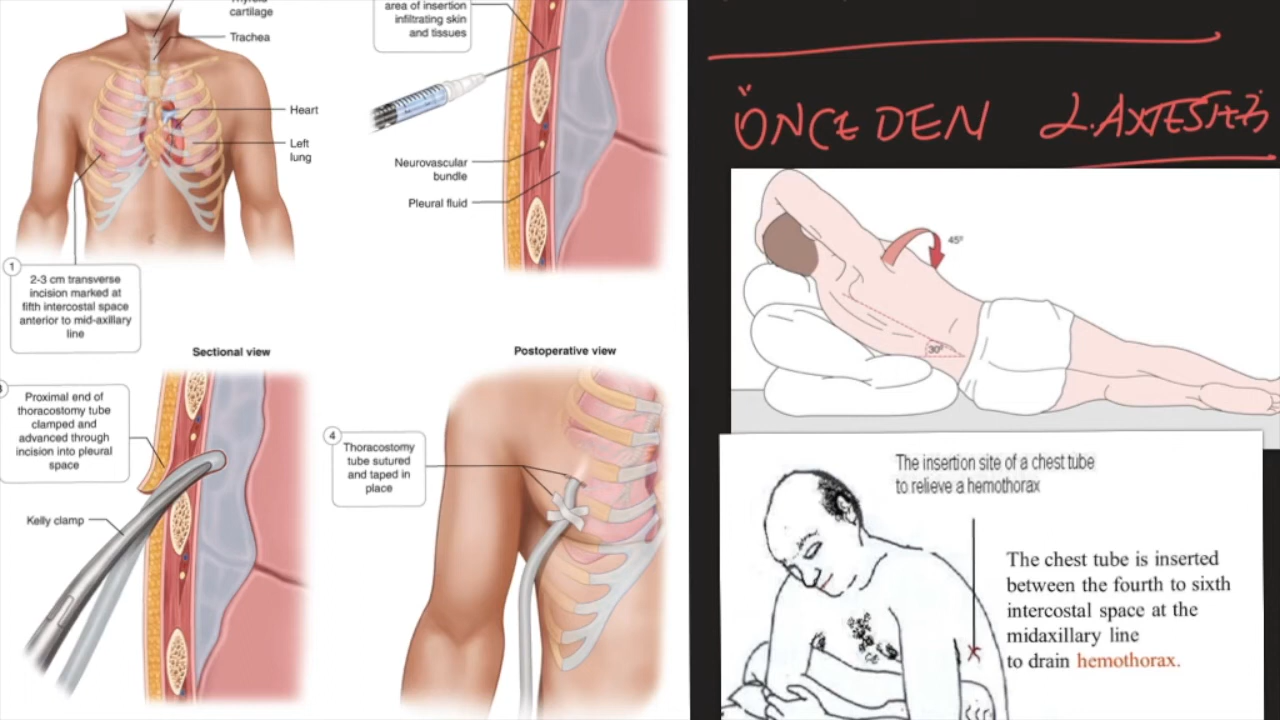 cartilage
Trachea
Heart
Left
lung
1
2-3 cm transverse
incision marked at
fifth intercostal space
anterior to mid-axillary
line
area of insertion
infiltrating skin
and tissues
Neurovascular
bundle
Pleural fluid
Sectional view
Proximal end of
thoracostomy tube
clamped and
advanced through
incision into pleural
space
Kelly clamp
Postoperative view
4
Thoracostomy
tube sutured
and taped in
place
ÖNCEDEN
45°
30°
The insertion site of a chest tube
to relieve a hemothorax
The chest tube is inserted
between the fourth to sixth
intercostal space at the
midaxillary line
to drain hemothorax.